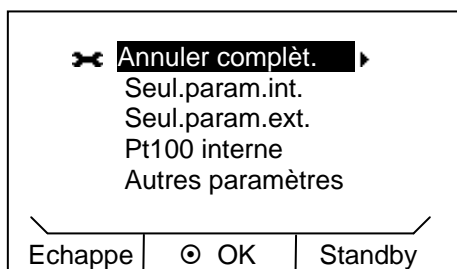 Annuler complèt.
Seul.param.int.
Seul.param.ext.
Pt100 interne
Autres paramètres
Echappe OK Standby